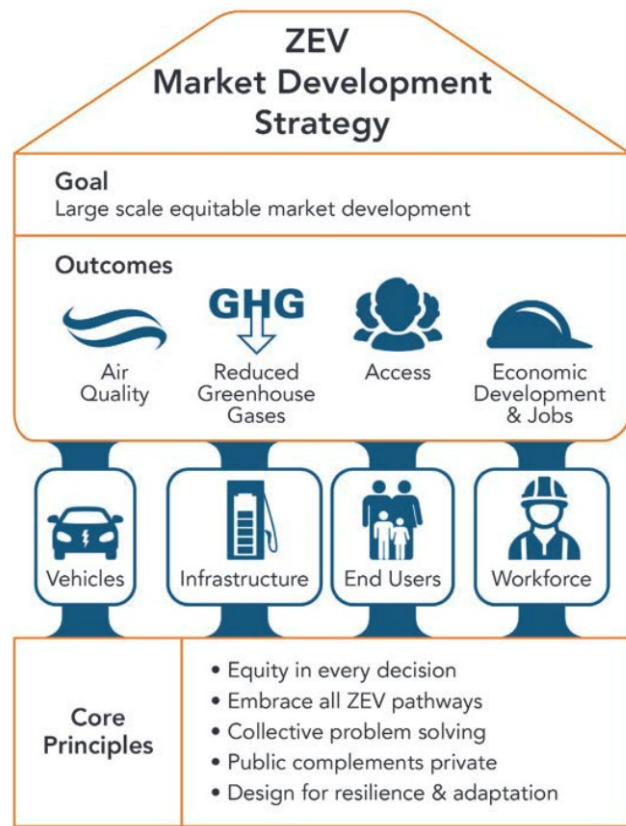 ZEV
Market Development
Strategy
Goal
Large scale equitable market development
Outcomes
GHG
Air
Quality
Reduced
Greenhouse
Gases
Access
Economic
Development
& Jobs
Vehicles
Infrastructure
End Users
Workforce
Core
Principles
• Equity in every decision
• Embrace all ZEV pathways
• Collective problem solving
• Public complements private
• Design for resilience & adaptation